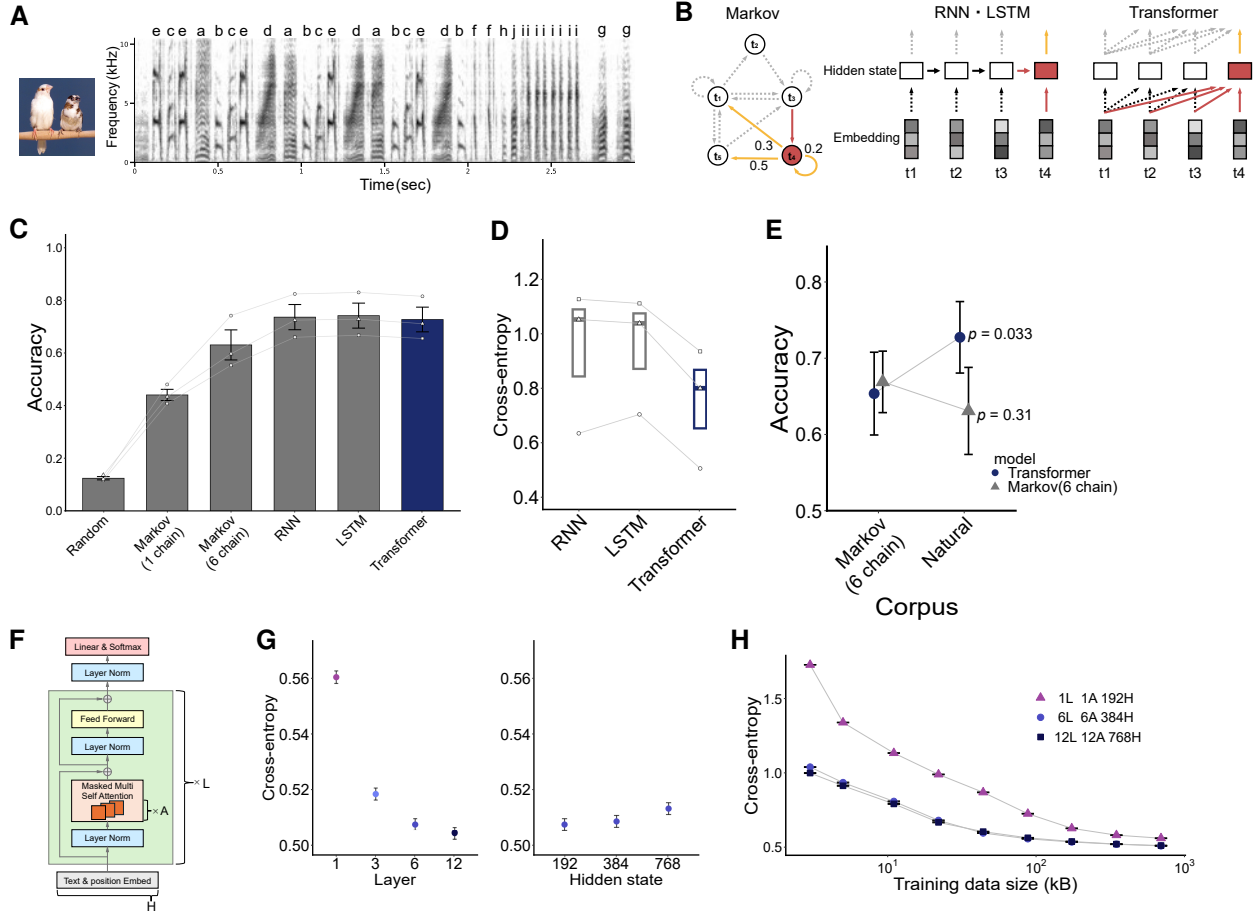 A
e c e a b c e d a b c e d a b c e d b f f h j ii i i i i i i g g
10
5
0
Frequency(kHz)
0 0.5 1 1.5 2 2.5
Time(sec)
B
Markov
t₂
t₁ t₃
t₅ t₄
0.3 0.2
0.5
RNN・LSTM
Hidden state
Embedding
t1 t2 t3 t4
Transformer
t1 t2 t3 t4
C
Accuracy
1.0
0.8
0.6
0.4
0.2
0.0
Random
Markov
(1 chain)
Markov
(6 chain)
RNN
LSTM
Transformer
D
Cross-entropy
1.2
1.0
0.8
0.6
0.4
RNN
LSTM
Transformer
E
Accuracy
0.8
0.7
0.6
0.5
p = 0.033
p = 0.31
model
Transformer
Markov(6 chain)
Markov
(6 chain)
Natural
Corpus
F
Linear & Softmax
Layer Norm
Feed Forward
Layer Norm
Masked Multi
Self Attention
× A
× L
Layer Norm
Text & position Embed
H
G
Cross-entropy
0.56
0.54
0.52
0.50
1 3 6 12
Layer
0.56
0.54
0.52
0.50
192 384 768
Hidden state
H
Cross-entropy
1.5
1.0
0.5
1L 1A 192H
6L 6A 384H
12L 12A 768H
10¹ 10² 10³
Training data size (kB)